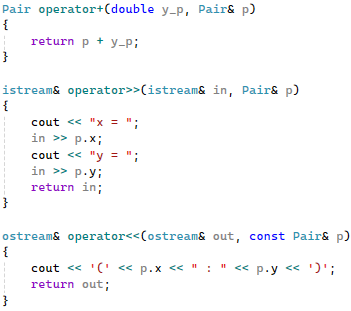 Pair operator+(double y_p, Pair& p)
{
    return p + y_p;
}

istream& operator>>(istream& in, Pair& p)
{
    cout << "x = ";
    in >> p.x;
    cout << "y = ";
    in >> p.y;
    return in;
}

ostream& operator<<(ostream& out, const Pair& p)
{
    cout << '(' << p.x << " : " << p.y << ')';
    return out;
}